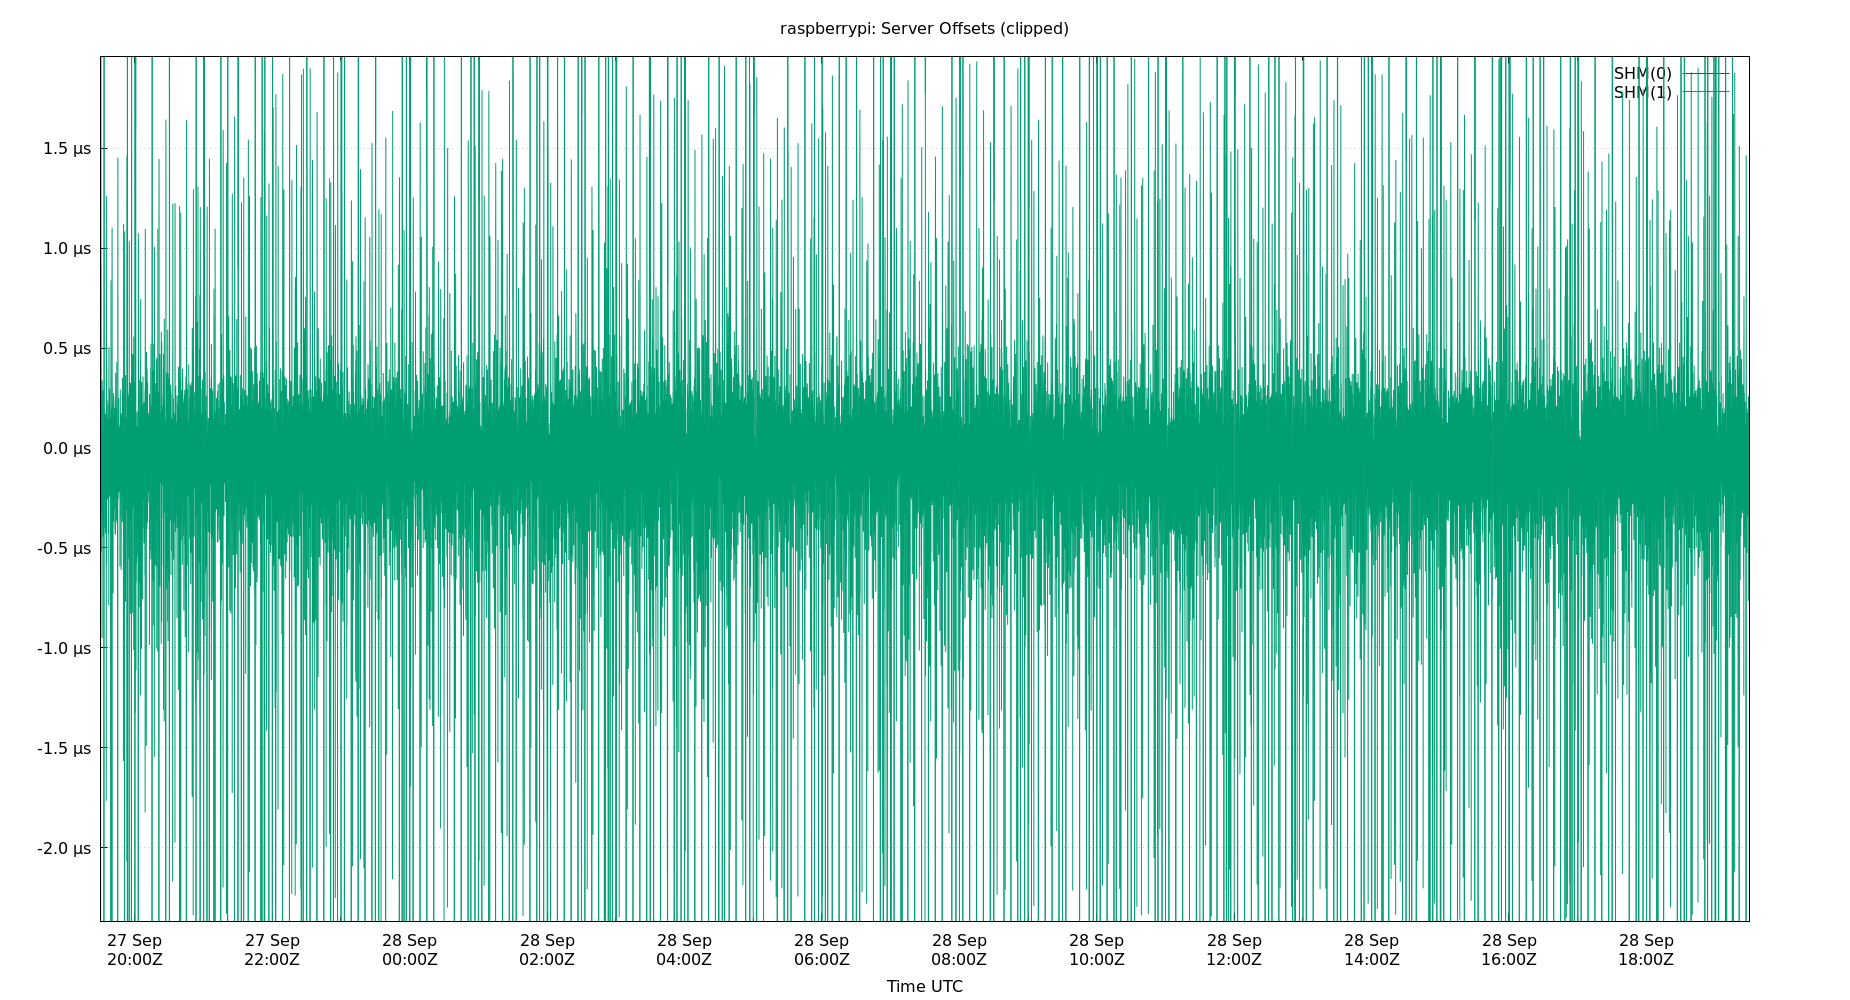 raspberrypi: Server Offsets (clipped)
SHM(0)
SHM(1)
1.5 µs
1.0 µs
0.5 µs
0.0 µs
-0.5 µs
-1.0 µs
-1.5 µs
-2.0 µs
27 Sep 27 Sep 28 Sep 28 Sep 28 Sep 28 Sep 28 Sep 28 Sep 28 Sep 28 Sep 28 Sep 28 Sep
20:00Z 22:00Z 00:00Z 02:00Z 04:00Z 06:00Z 08:00Z 10:00Z 12:00Z 14:00Z 16:00Z 18:00Z
Time UTC